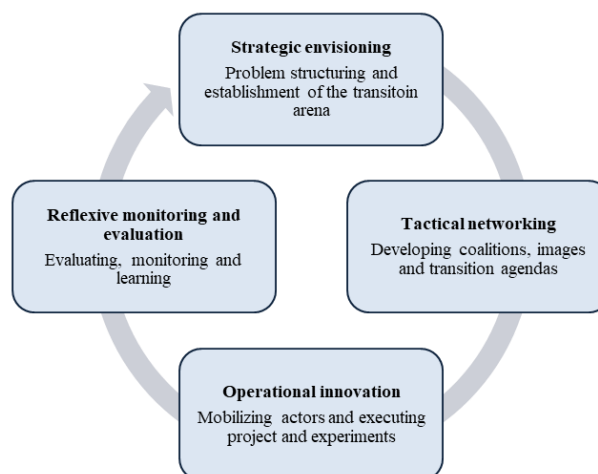 Strategic envisioning
Problem structuring and
establishment of the transitoin
arena
Tactical networking
Developing coalitions, images
and transition agendas
Operational innovation
Mobilizing actors and executing
project and experiments
Reflexive monitoring and
evaluation
Evaluating, monitoring and
learning